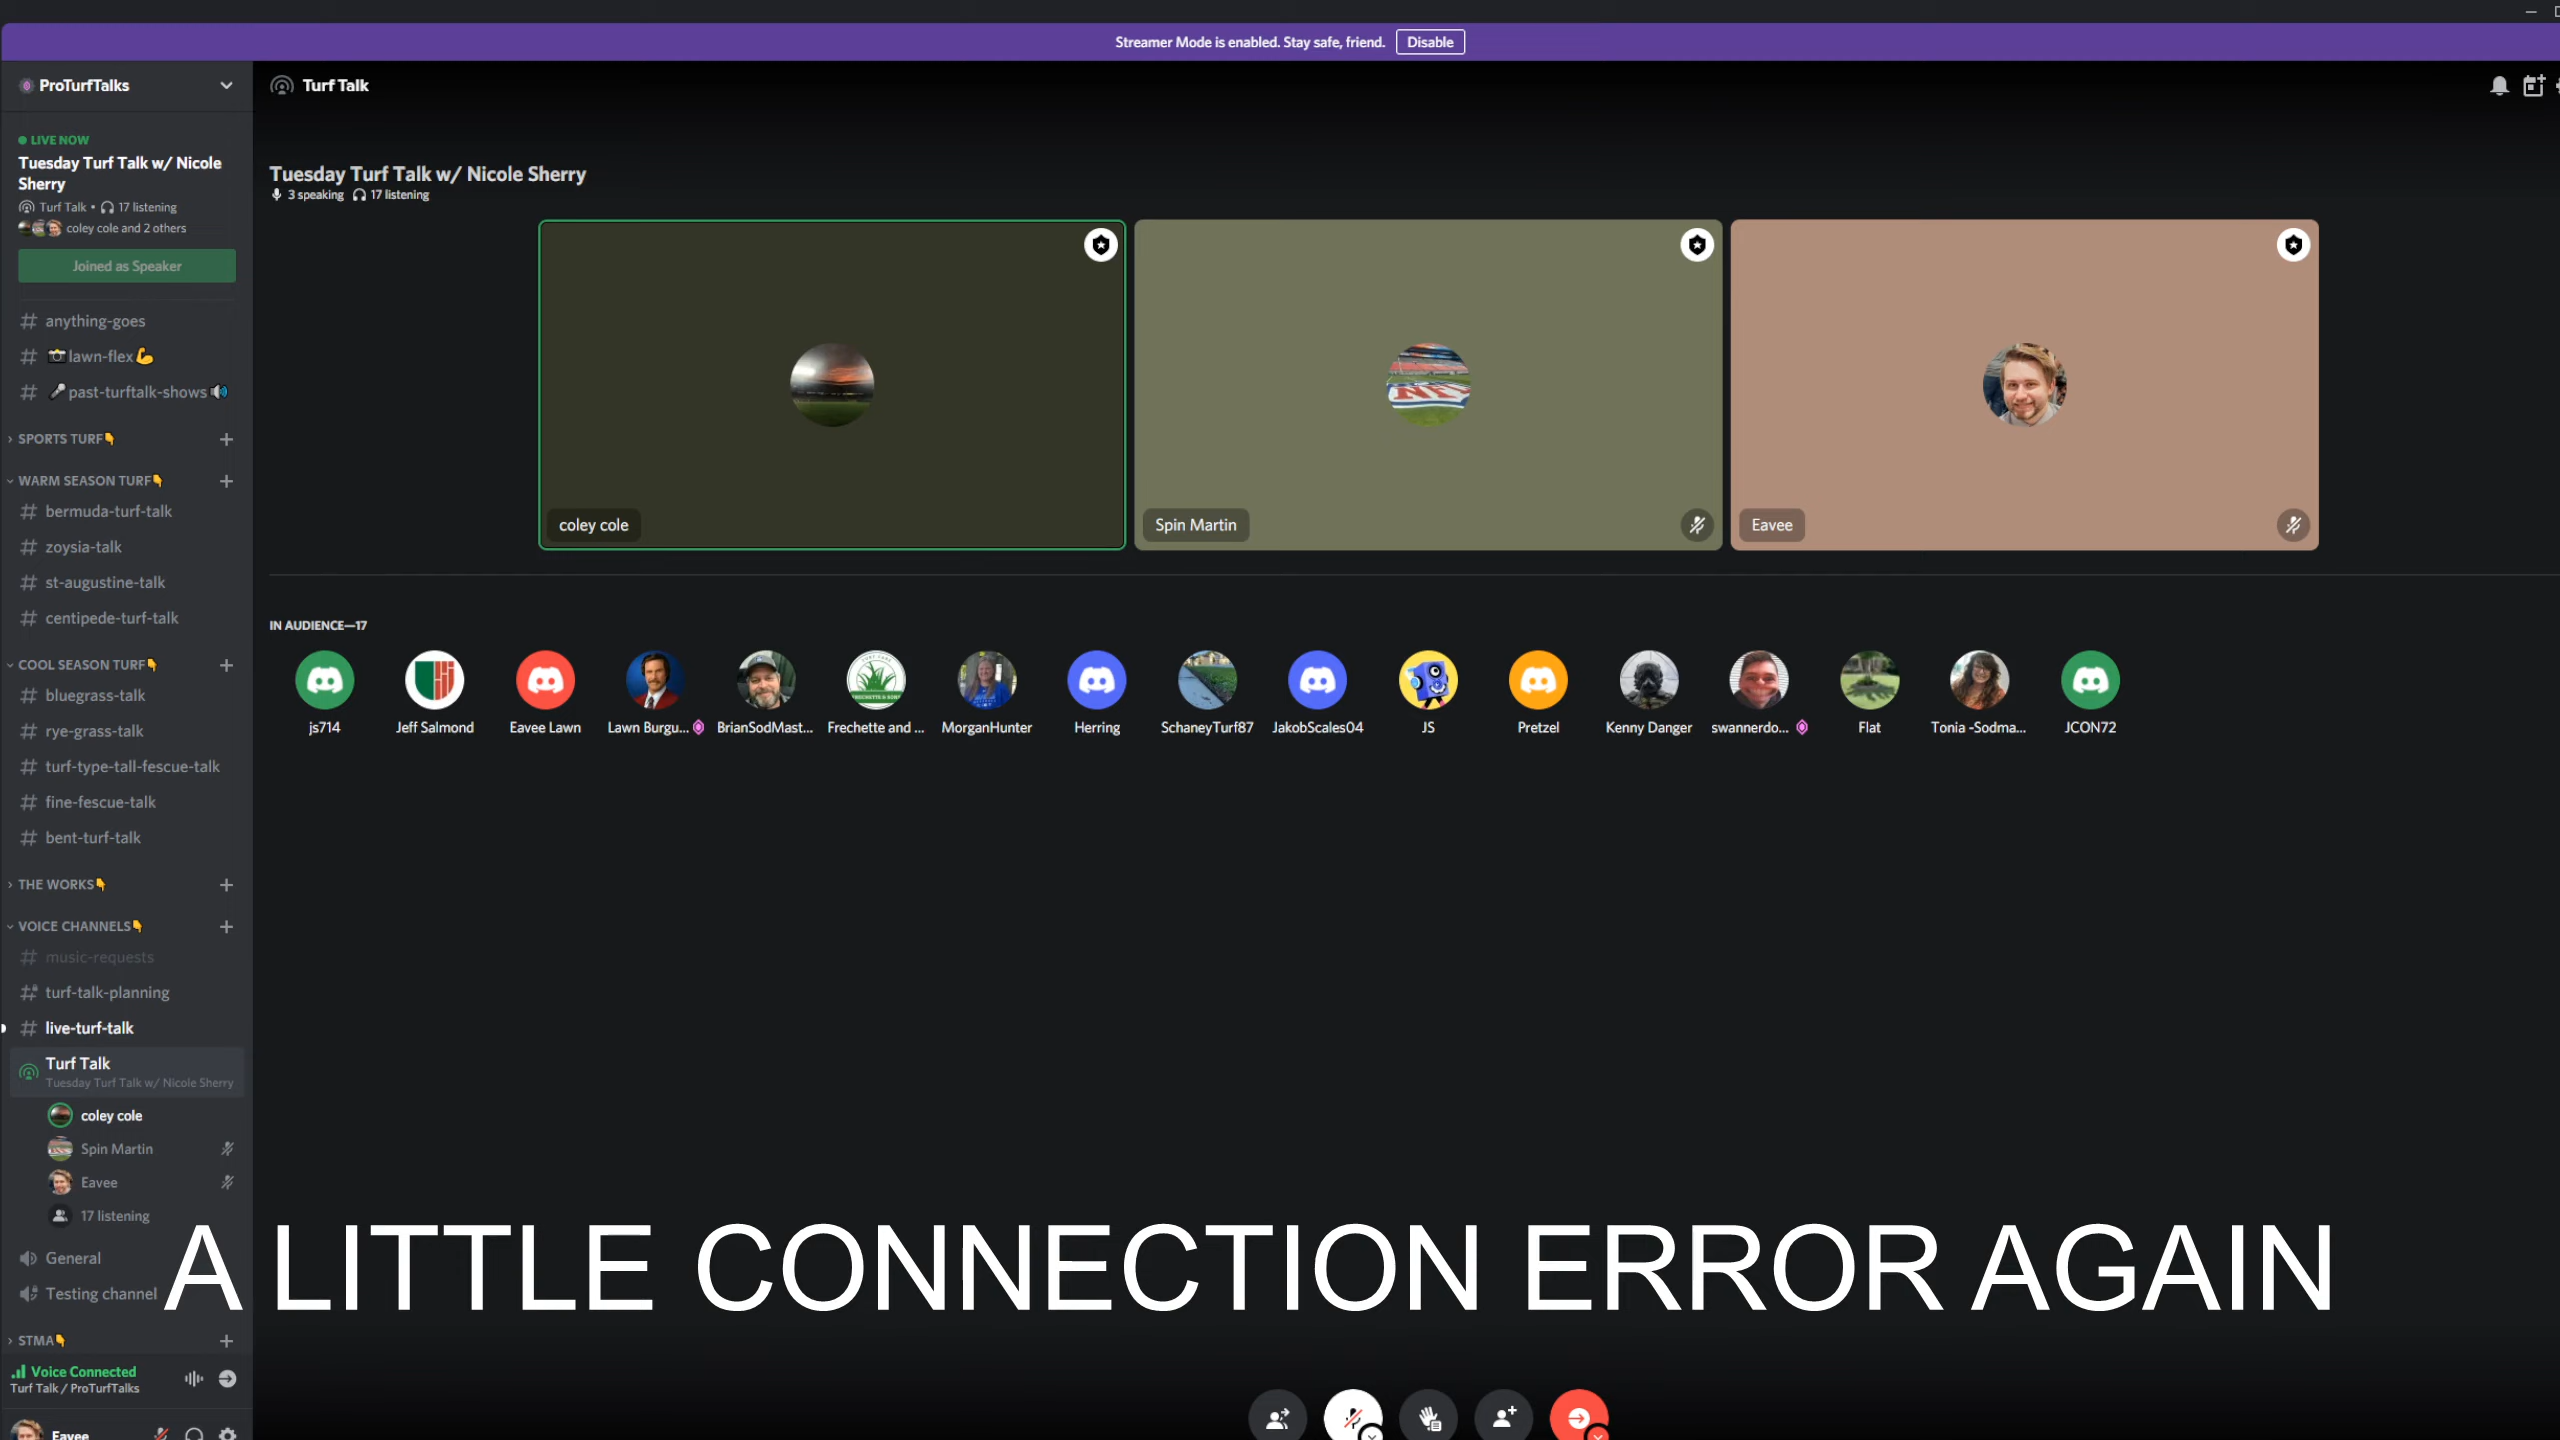 Streamer Mode is enabled. Stay safe, friend. Disable
ProTurfTalks
Turf Talk
LIVE NOW
Tuesday Turf Talk w/ Nicole
Sherry
Turf Talk • 17 listening
coley cole and 2 others
Joined as Speaker
anything-goes
lawn-flex
past-turftalk-shows
SPORTS TURF
WARM SEASON TURF
bermuda-turf-talk
zoysia-talk
st-augustine-talk
centipede-turf-talk
COOL SEASON TURF
bluegrass-talk
rye-grass-talk
turf-type-tall-fescue-talk
fine-fescue-talk
bent-turf-talk
THE WORKS
VOICE CHANNELS
music-requests
turf-talk-planning
live-turf-talk
Turf Talk
Tuesday Turf Talk w/ Nicole Sherry
coley cole
Spin Martin
Eavee
17 listening
General
Testing channel
STMA
Voice Connected
Turf Talk / ProTurfTalks
Eavee
Tuesday Turf Talk w/ Nicole Sherry
3 speaking 17 listening
NFL
coley cole Spin Martin Eavee
IN AUDIENCE—17
js714 Jeff Salmond Eavee Lawn Lawn Burgu... BrianSodMast... Frechette and ... MorganHunter Herring SchaneyTurf87 JakobScales04 JS Pretzel Kenny Danger swannerdo... Flat Tonia -Sodma... JCON72
A LITTLE CONNECTION ERROR AGAIN